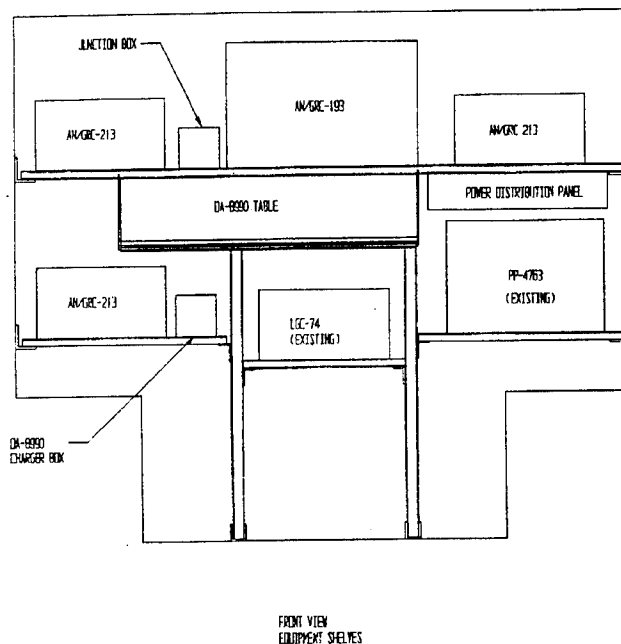 JUNCTION BOX
AN/GRC-193
AN/GRC-213
AN/GRC 213
DA-8990 TABLE
POWER DISTRIBUTION PANEL
PP-4763
(EXISTING)
AN/GRC-213
LGC-74
(EXISTING)
DA-8990
CHARGER BOX
FRONT VIEW
EQUIPMENT SHELVES